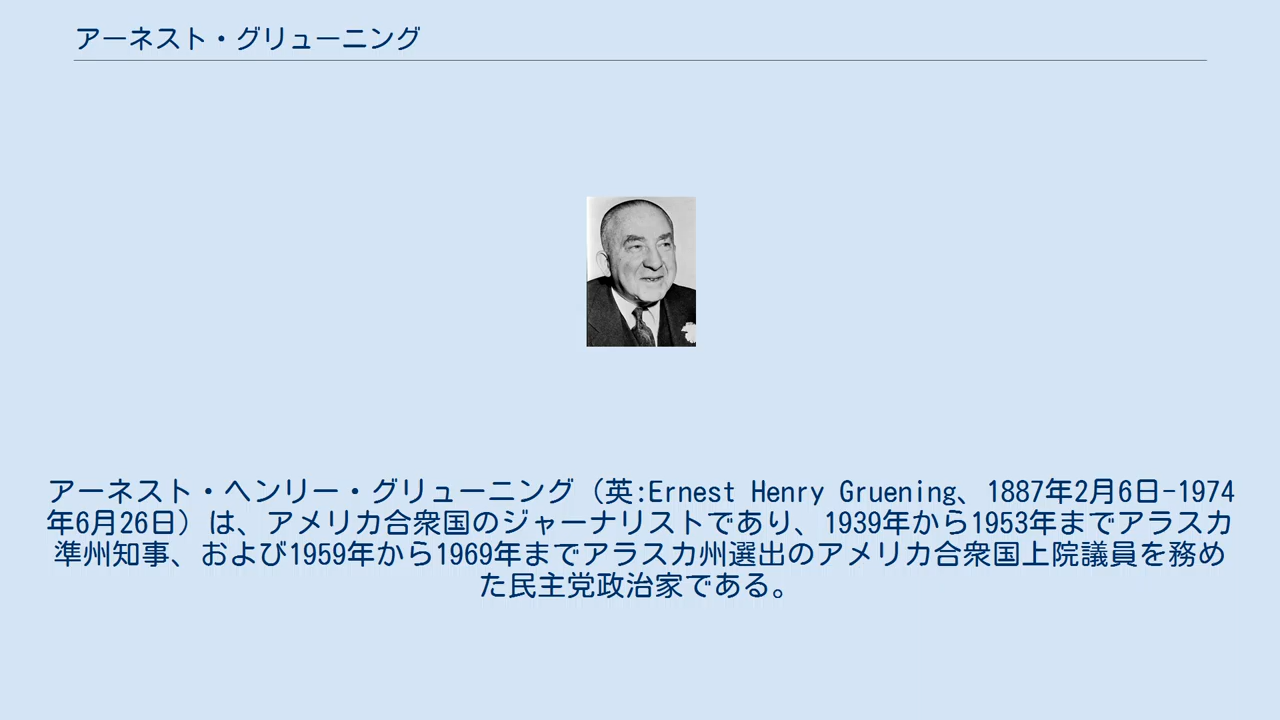 アーネスト・グリューニング
アーネスト・ヘンリー・グリューニング（英:Ernest Henry Gruening、1887年2月6日-1974
年6月26日）は、アメリカ合衆国のジャーナリストであり、1939年から1953年までアラスカ
準州知事、および1959年から1969年までアラスカ州選出のアメリカ合衆国上院議員を務め
た民主党政治家である。